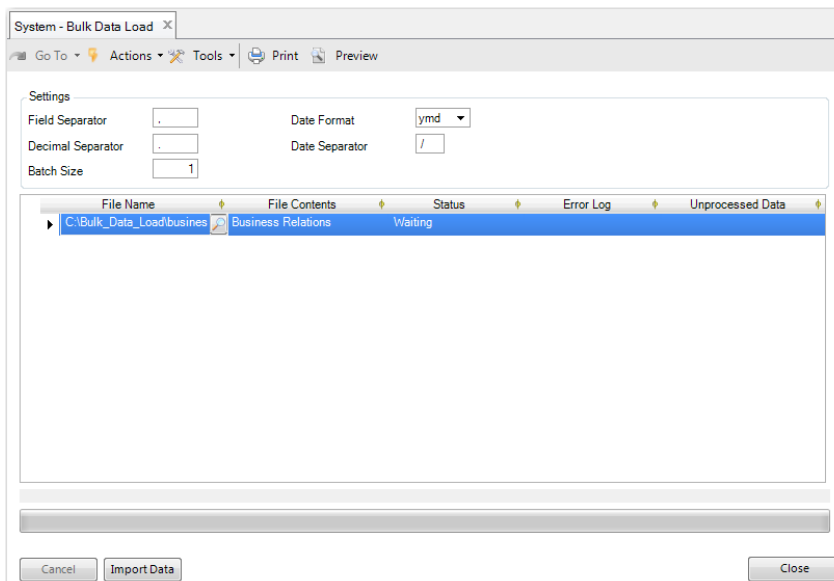 System - Bulk Data Load X
Go To Actions Tools Print Preview
Settings
Field Separator . Date Format ymd
Decimal Separator . Date Separator /
Batch Size 1
File Name File Contents Status Error Log Unprocessed Data
C:\Bulk_Data_Load\busines Business Relations Waiting
Cancel Import Data Close